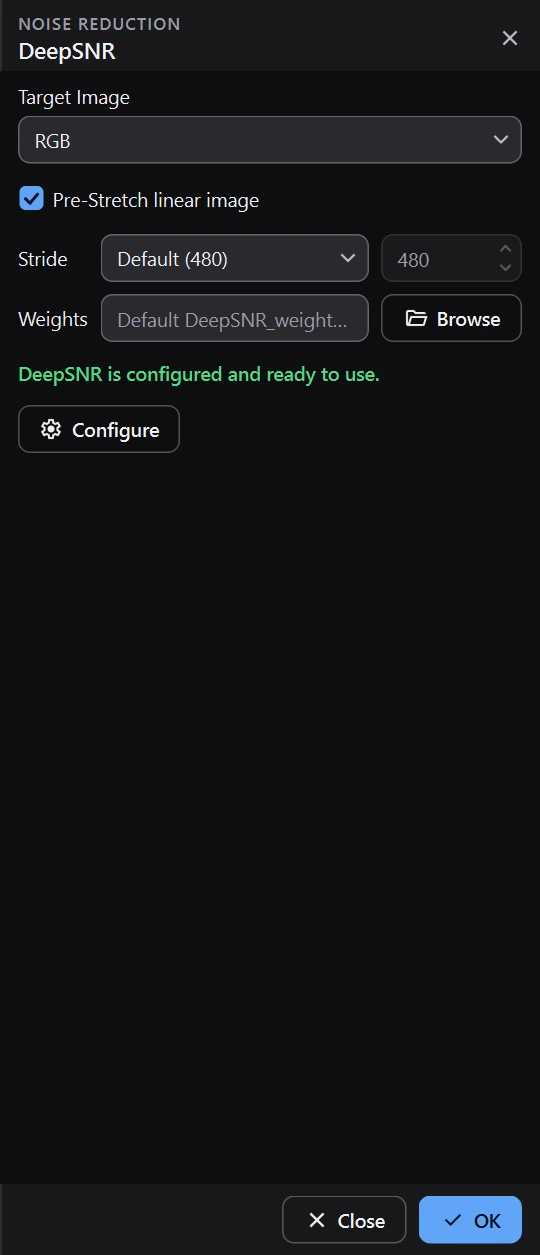 NOISE REDUCTION
DeepSNR
Target Image
RGB
Pre-Stretch linear image
Stride Default (480) 480
Weights Default DeepSNR_weight... Browse
DeepSNR is configured and ready to use.
Configure
Close OK